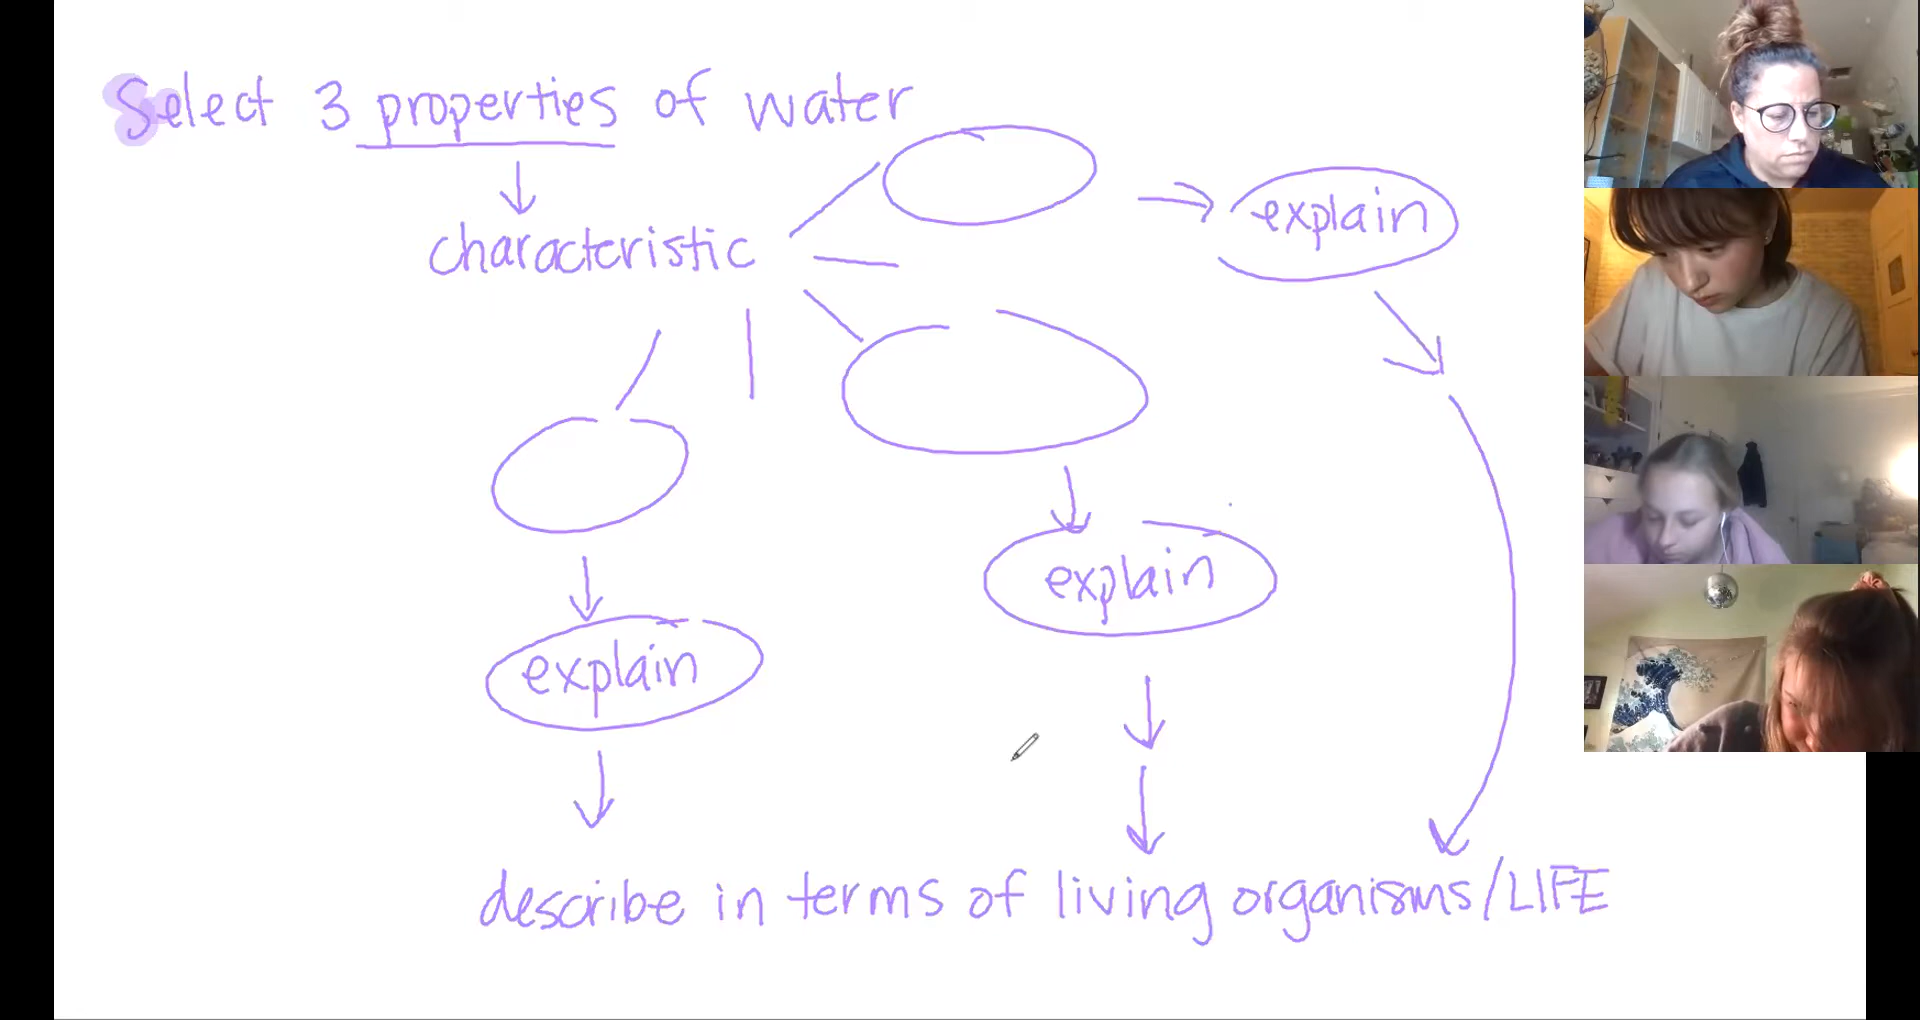 Select 3 properties of water
characteristic
explain
explain
explain
describe in terms of living organisms/LIFE